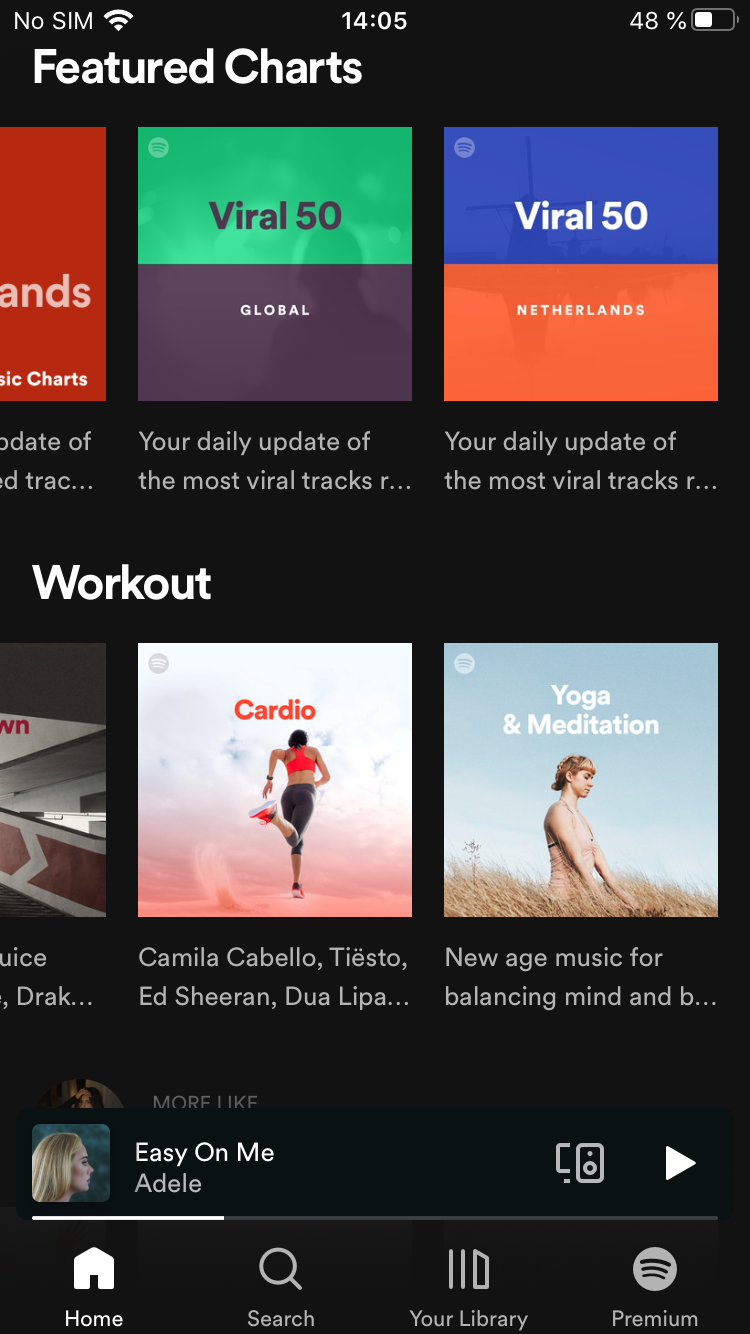 No SIM 14:05 48 %
Featured Charts
ands
sic Charts
Viral 50
GLOBAL
Viral 50
NETHERLANDS
pdate of
ed trac...
Your daily update of
the most viral tracks r...
Your daily update of
the most viral tracks r...
Workout
wn
Cardio
Yoga
& Meditation
uice
, Drak...
Camila Cabello, Tiësto,
Ed Sheeran, Dua Lipa...
New age music for
balancing mind and b...
MORE LIKE
Easy On Me
Adele
Home Search Your Library Premium